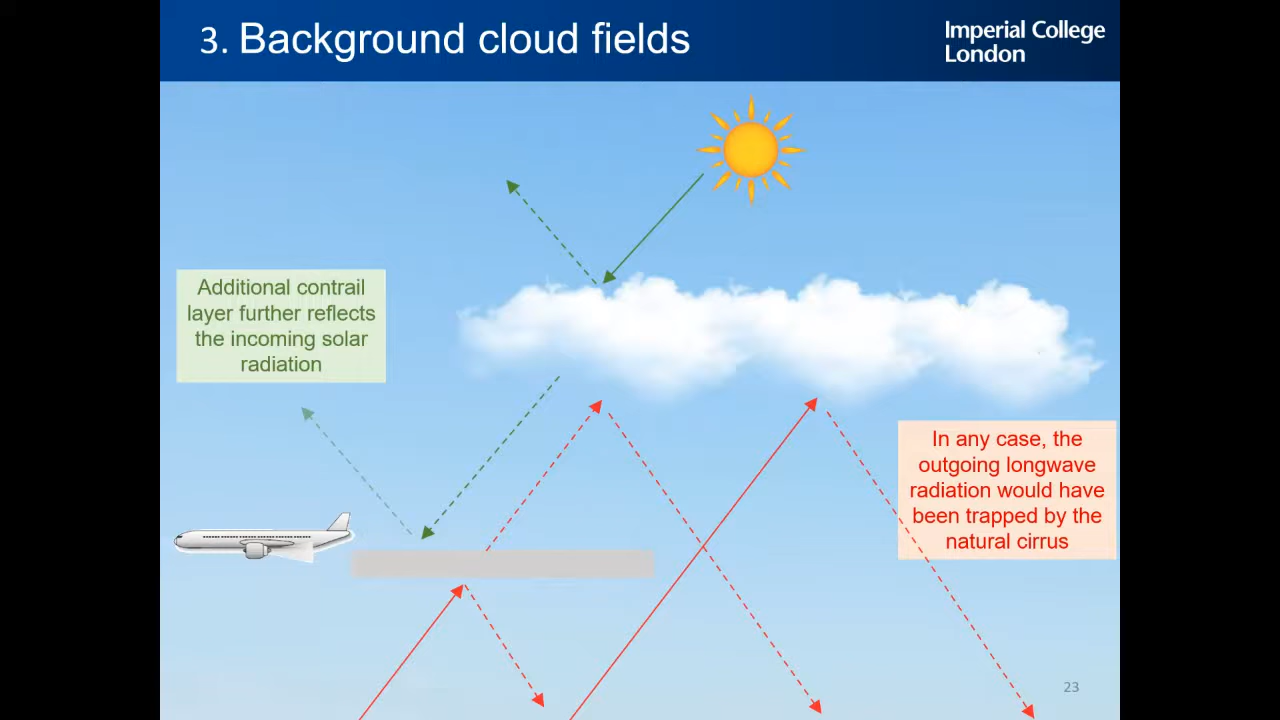 3. Background cloud fields
Imperial College
London
Additional contrail
layer further reflects
the incoming solar
radiation
In any case, the
outgoing longwave
radiation would have
been trapped by the
natural cirrus
23